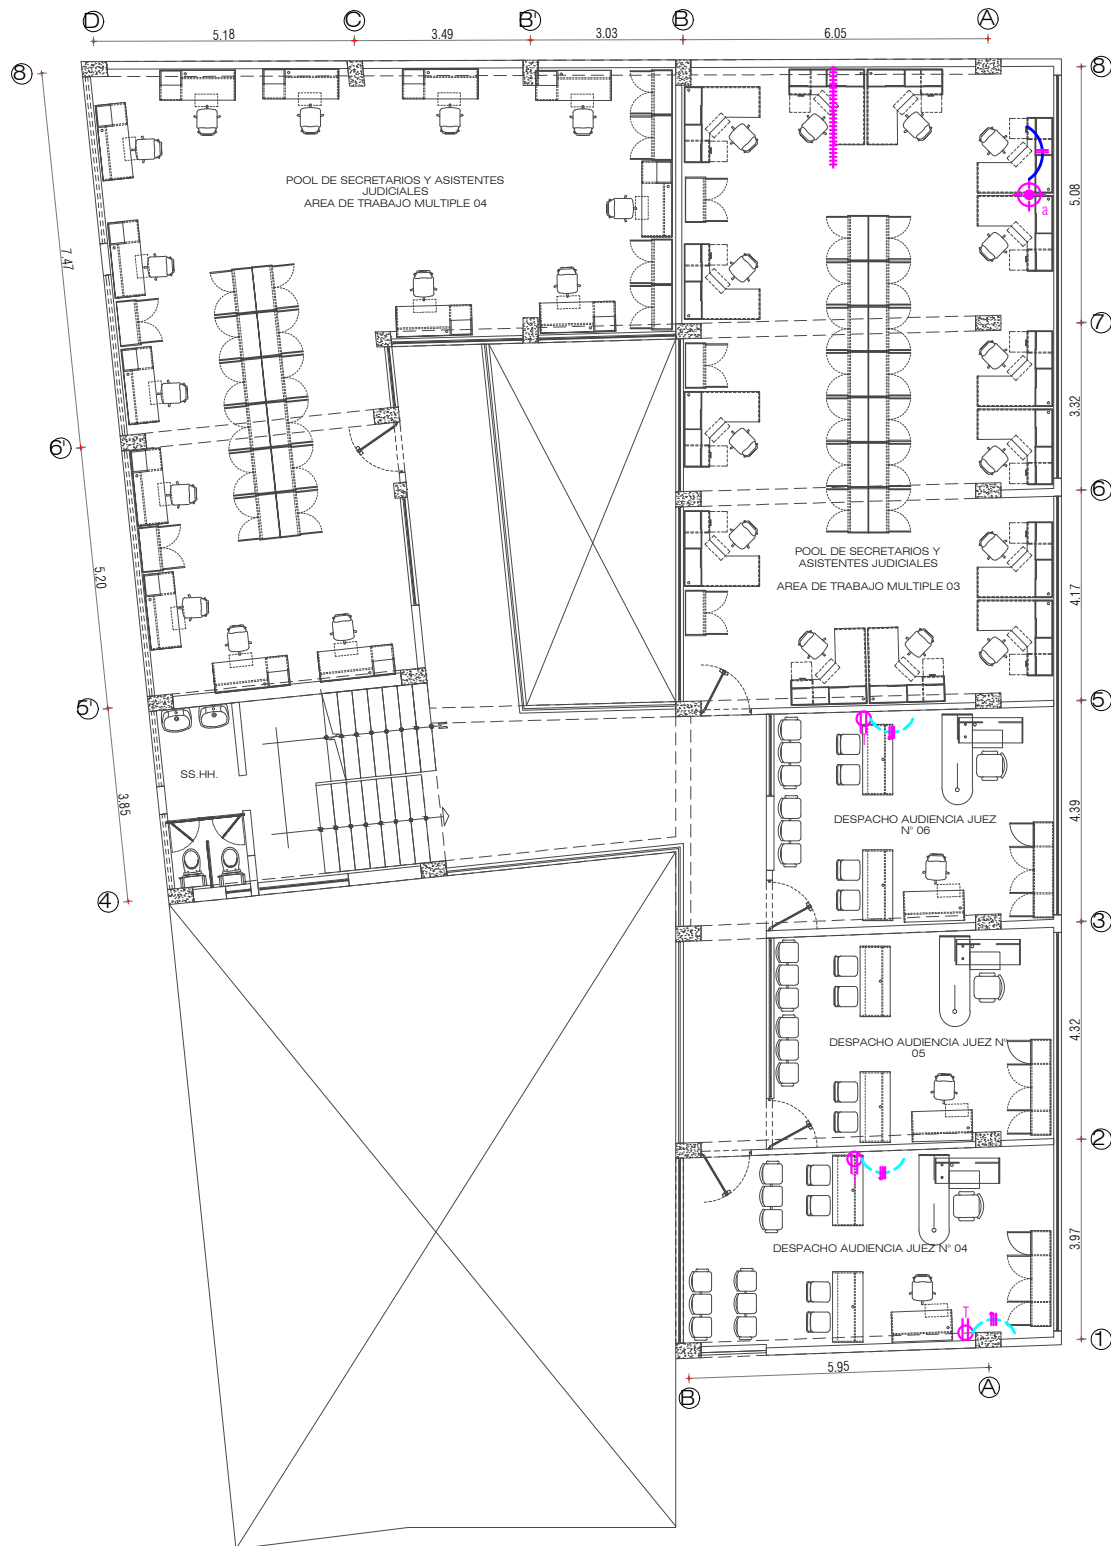 D
C
B'
B
A
5.18
3.49
3.03
6.05
8
8
POOL DE SECRETARIOS Y ASISTENTES
JUDICIALES
AREA DE TRABAJO MULTIPLE 04
a
5.08
7.47
7
3.32
6'
6
POOL DE SECRETARIOS Y
ASISTENTES JUDICIALES
AREA DE TRABAJO MULTIPLE 03
5.20
4.17
5'
5
SS.HH.
3.85
DESPACHO AUDIENCIA JUEZ
N° 06
4.39
4
3
DESPACHO AUDIENCIA JUEZ N°
05
4.32
2
DESPACHO AUDIENCIA JUEZ N° 04
3.97
T
1
5.95
B
A